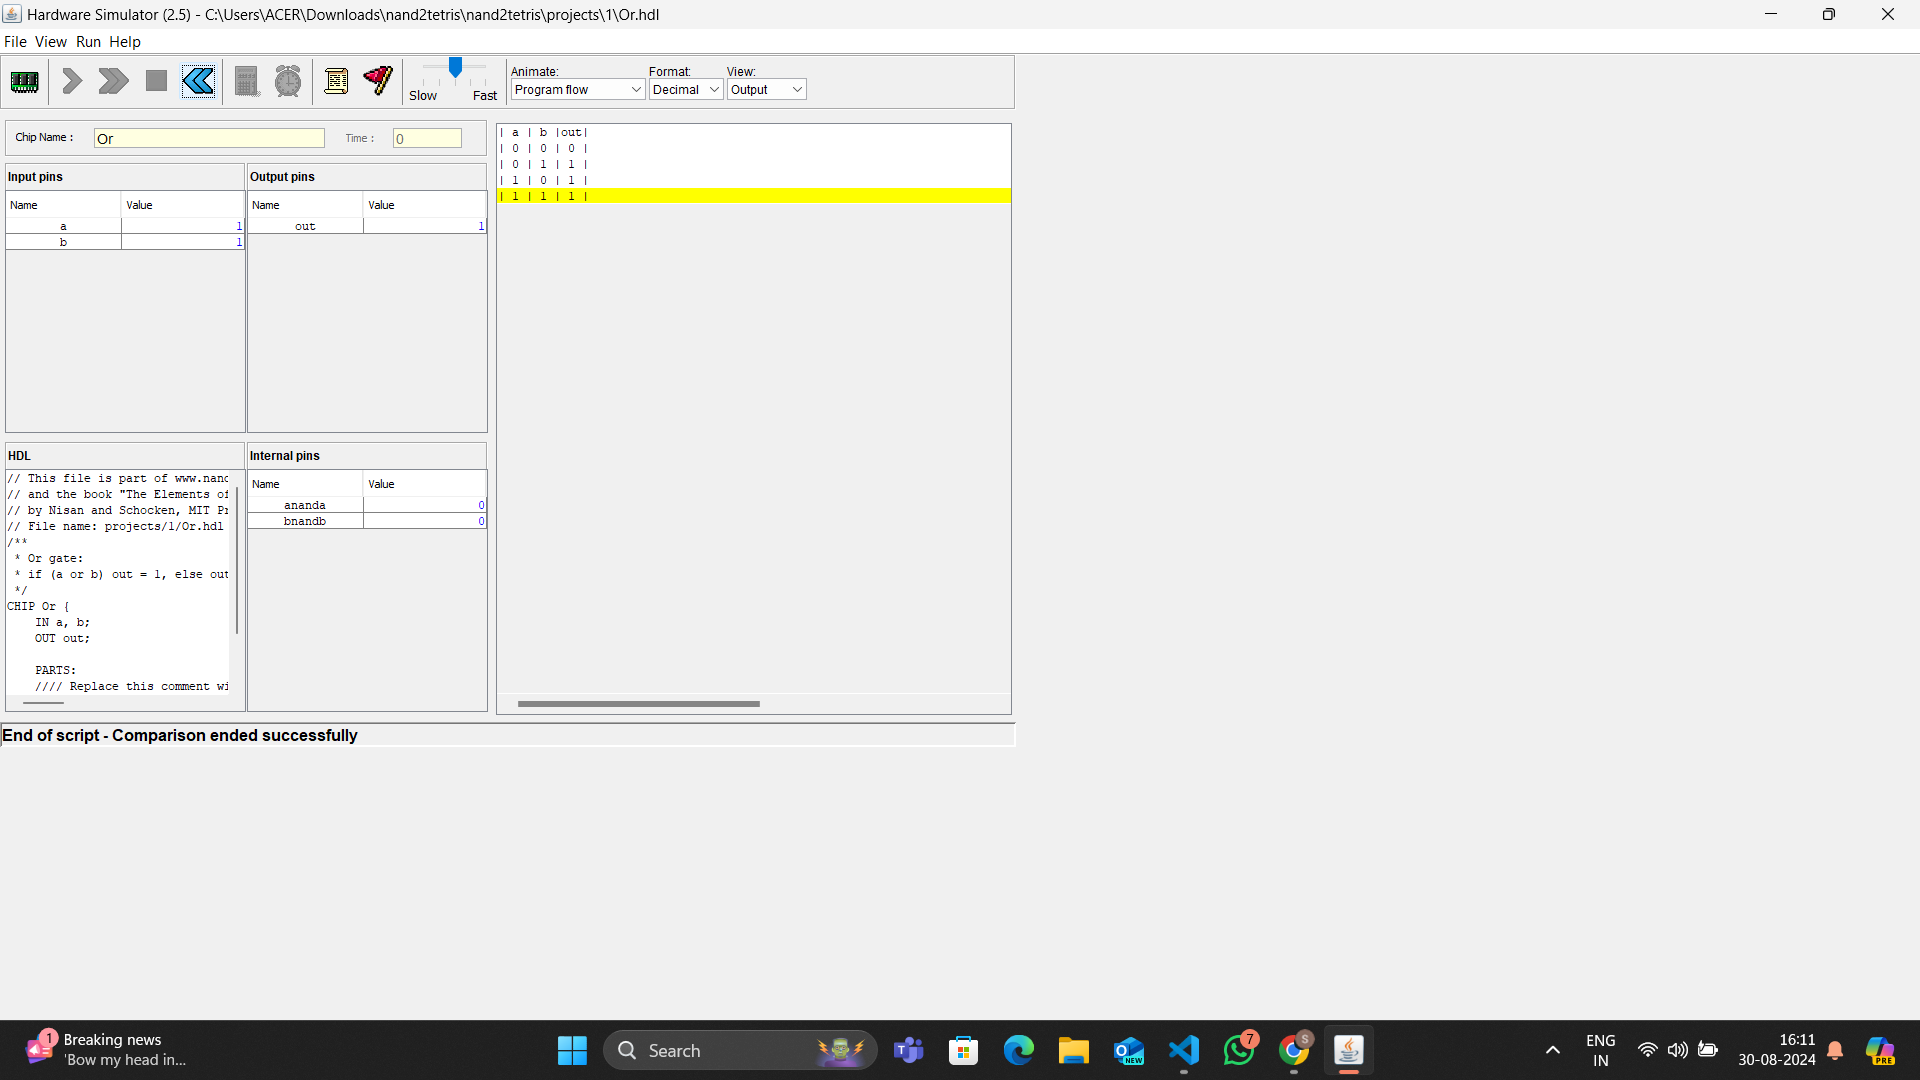 Hardware Simulator (2.5) - C:\Users\ACER\Downloads\nand2tetris\nand2tetris\projects\1\Or.hdl
File View Run Help
Slow Fast
Animate: Format: View:
Program flow Decimal Output
Chip Name : Or Time : 0
Input pins
Name Value
a 1
b 1
Output pins
Name Value
out 1
| a | b |out|
| 0 | 0 | 0 |
| 0 | 1 | 1 |
| 1 | 0 | 1 |
| 1 | 1 | 1 |
HDL
// This file is part of www.nand
// and the book "The Elements of
// by Nisan and Schocken, MIT Pr
// File name: projects/1/Or.hdl
/**
* Or gate:
* if (a or b) out = 1, else out
*/
CHIP Or {
IN a, b;
OUT out;
PARTS:
//// Replace this comment wi
Internal pins
Name Value
ananda 0
bnandb 0
End of script - Comparison ended successfully
1
Breaking news
'Bow my head in...
Search
NEW
7
S
ENG
IN
16:11
30-08-2024
PRE